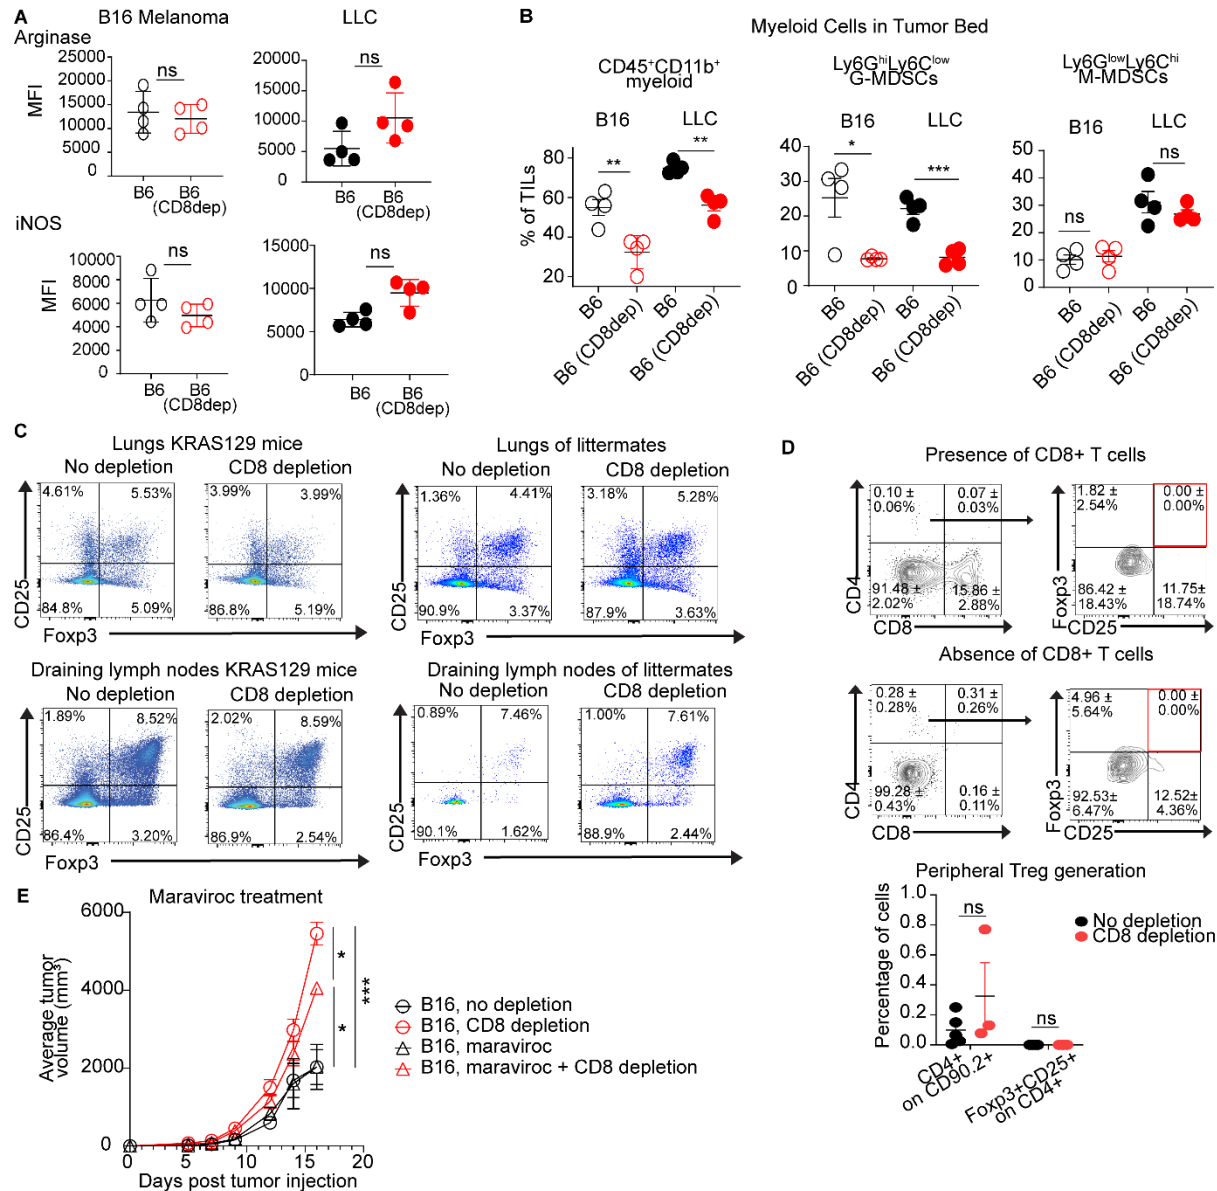 A
B16 Melanoma
LLC
Arginase
25000
20000
15000
10000
5000
0
MFI
ns
B6
B6
(CD8dep)
20000
15000
10000
5000
0
ns
B6
B6
(CD8dep)
iNOS
10000
8000
6000
4000
2000
0
MFI
ns
B6
B6
(CD8dep)
15000
10000
5000
0
ns
B6
B6
(CD8dep)
B
Myeloid Cells in Tumor Bed
CD45+CD11b+
myeloid
B16
LLC
% of TILs
80
60
40
20
**
**
B6
B6 (CD8dep)
B6
B6 (CD8dep)
Ly6GhiLy6Clow
G-MDSCs
B16
LLC
40
30
20
10
0
*
***
B6
B6 (CD8dep)
B6
B6 (CD8dep)
Ly6GlowLy6Chi
M-MDSCs
B16
LLC
50
40
30
20
10
0
ns
ns
B6
B6 (CD8dep)
B6
B6 (CD8dep)
C
Lungs KRAS129 mice
No depletion
CD8 depletion
4.61%
5.53%
84.8%
5.09%
3.99%
3.99%
86.8%
5.19%
CD25
Foxp3
Lungs of littermates
No depletion
CD8 depletion
1.36%
4.41%
90.9%
3.37%
3.18%
5.28%
87.9%
3.63%
CD25
Foxp3
Draining lymph nodes KRAS129 mice
No depletion
CD8 depletion
1.89%
8.52%
86.4%
3.20%
2.02%
8.59%
86.9%
2.54%
CD25
Foxp3
Draining lymph nodes of littermates
No depletion
CD8 depletion
0.89%
7.46%
90.1%
1.62%
1.00%
7.61%
88.9%
2.44%
CD25
Foxp3
D
Presence of CD8+ T cells
0.10 ±
0.06%
0.07 ±
0.03%
91.48 ±
2.02%
15.86 ±
2.88%
CD4
CD8
1.82 ±
2.54%
0.00 ±
0.00%
86.42 ±
18.43%
11.75±
18.74%
Foxp3
CD25
Absence of CD8+ T cells
0.28 ±
0.28%
0.31 ±
0.26%
99.28 ±
0.43%
0.16 ±
0.11%
CD4
CD8
4.96 ±
5.64%
0.00 ±
0.00%
92.53±
6.47%
12.52±
4.36%
Foxp3
CD25
Peripheral Treg generation
Percentage of cells
1.0
0.8
0.6
0.4
0.2
0.0
ns
ns
No depletion
CD8 depletion
CD4+
on CD90.2+
Foxp3+CD25+
on CD4+
E
Maraviroc treatment
Average tumor
volume (mm³)
6000
4000
2000
0
0
5
10
15
20
Days post tumor injection
*
*
***
B16, no depletion
B16, CD8 depletion
B16, maraviroc
B16, maraviroc + CD8 depletion